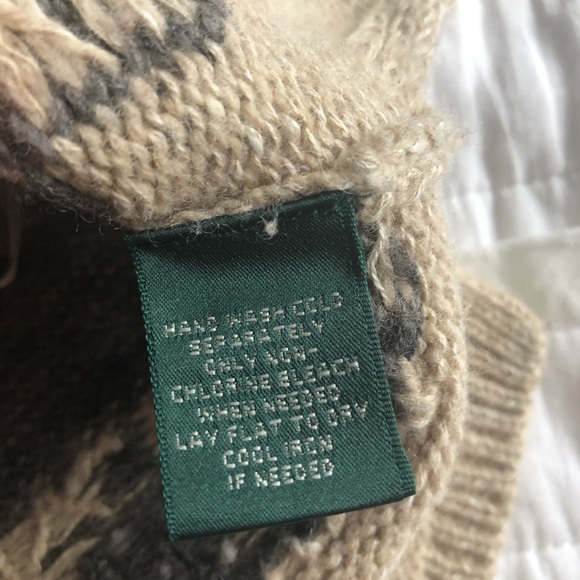 HAND WASH COLD
SEPARATELY
ONLY NON-
CHLORINE BLEACH
WHEN NEEDED
LAY FLAT TO DRY
COOL IRON
IF NEEDED